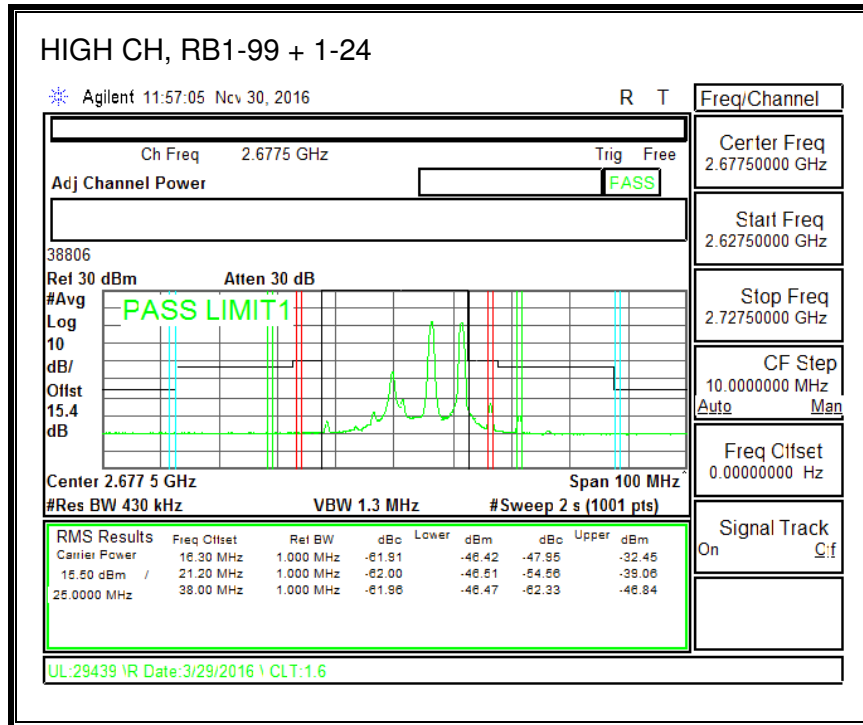 HIGH CH, RB1-99 + 1-24
Agilent 11:57:05 Nov 30, 2016 R T
Freq/Channel
Ch Freq 2.6775 GHz Trig Free
Adj Channel Power PASS
Center Freq
2.67750000 GHz
Start Freq
2.62750000 GHz
Stop Freq
2.72750000 GHz
CF Step
10.0000000 MHz
Auto Man
Freq Offset
0.00000000 Hz
Signal Track
On Off
38806
Ref 30 dBm Atten 30 dB
#Avg
Log
10
dB/
Offst
15.4
dB
PASS LIMIT1
Center 2.677 5 GHz Span 100 MHz
#Res BW 430 kHz VBW 1.3 MHz #Sweep 2 s (1001 pts)
RMS Results Freq Offset Ref BW dBc Lower dBm dBc Upper dBm
Carrier Power 16.30 MHz 1.000 MHz -61.91 -46.42 -47.95 -32.45
15.50 dBm / 21.20 MHz 1.000 MHz -62.00 -46.51 -54.56 -39.06
25.0000 MHz 38.00 MHz 1.000 MHz -61.96 -46.47 -62.33 -46.84
UL:29439 \R Date:3/29/2016 \ CLT:1.6